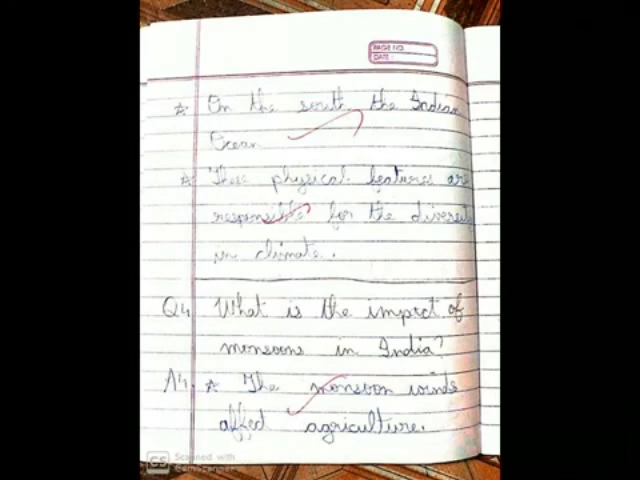 PAGE NO.
DATE:
☆ On the south the Indian
Ocean
☆ These physical features are
responsible for the diversity
in climate.
Q4 What is the impact of
monsoons in India?
A4. ☆ The monsoon winds
affect agriculture.
CS Scanned with
CamScanner